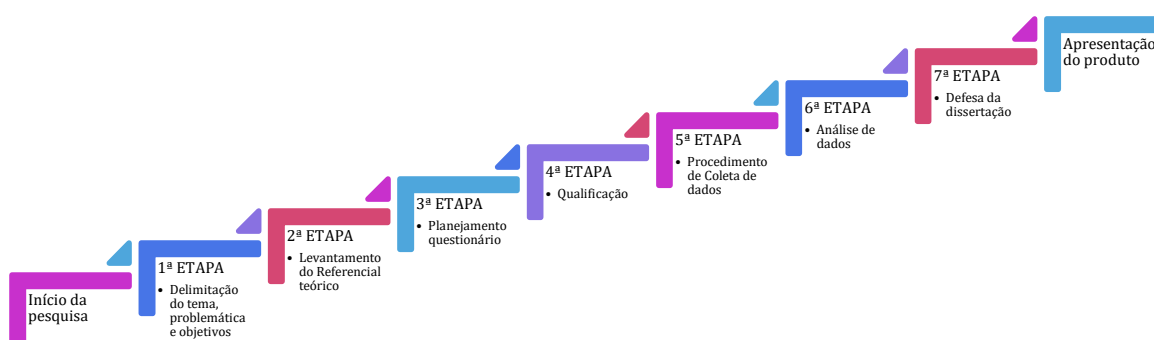 Início da
pesquisa
1ª ETAPA
• Delimitação
do tema,
problemática
e objetivos
2ª ETAPA
• Levantamento
do Referencial
teórico
3ª ETAPA
• Planejamento
questionário
4ª ETAPA
• Qualificação
5ª ETAPA
• Procedimento
de Coleta de
dados
6ª ETAPA
• Análise de
dados
7ª ETAPA
• Defesa da
dissertação
Apresentação
do produto